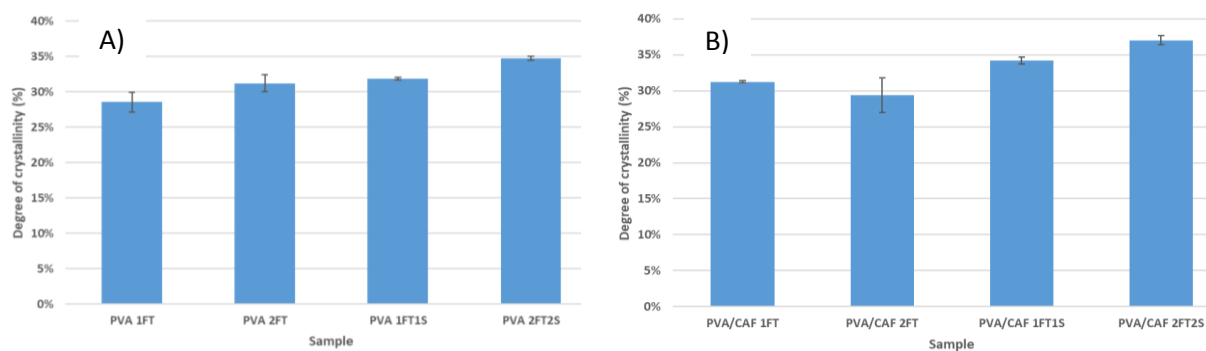 A)
Degree of crystallinity (%)
40%
35%
30%
25%
20%
15%
10%
5%
0%
PVA 1FT PVA 2FT PVA 1FT1S PVA 2FT2S
Sample
B)
Degree of crystallinity (%)
40%
35%
30%
25%
20%
15%
10%
5%
0%
PVA/CAF 1FT PVA/CAF 2FT PVA/CAF 1FT1S PVA/CAF 2FT2S
Sample